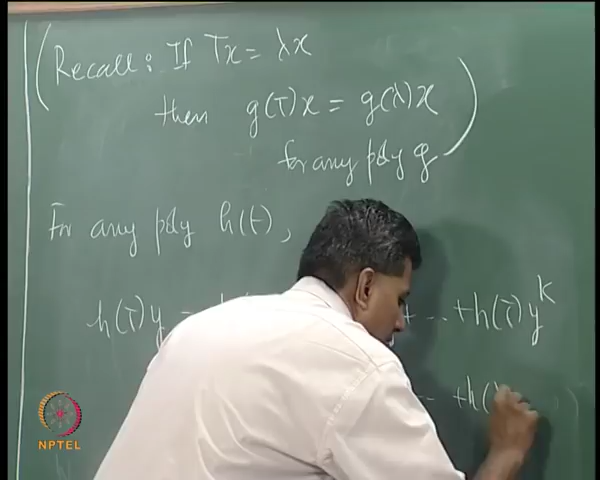 (Recall: If Tx = λx
then g(T)x = g(λ)x
for any poly g)
For any poly h(t),
h(T)y = + ... + h(T)y^k
... + h(
NPTEL